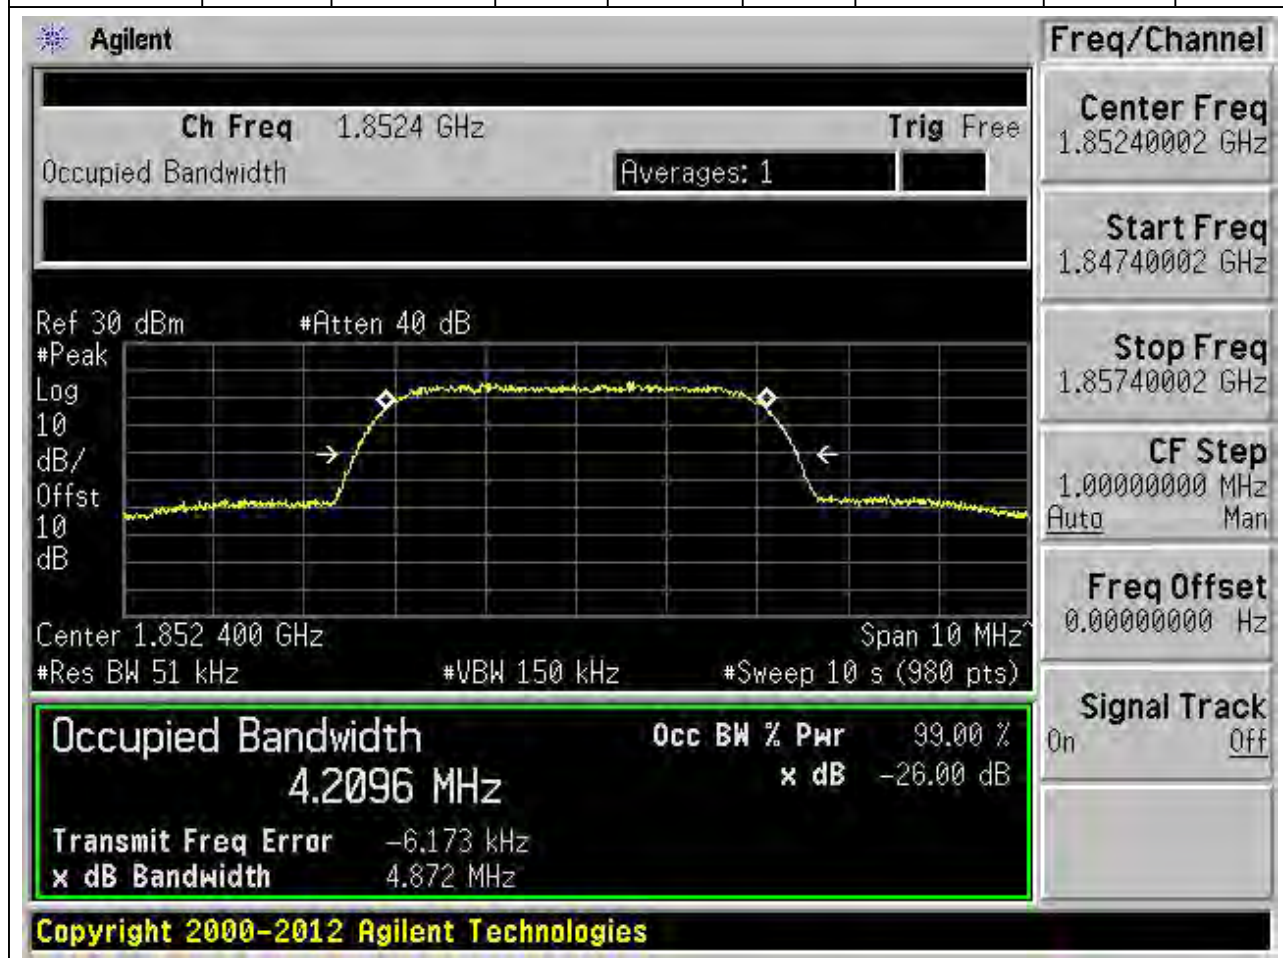 Agilent
Freq/Channel
Ch Freq 1.8524 GHz Trig Free
Occupied Bandwidth Averages: 1
Center Freq
1.85240002 GHz
Start Freq
1.84740002 GHz
Stop Freq
1.85740002 GHz
CF Step
1.00000000 MHz
Auto Man
Freq Offset
0.00000000 Hz
Signal Track
On Off
Ref 30 dBm #Atten 40 dB
#Peak
Log
10
dB/
Offst
10
dB
Center 1.852 400 GHz Span 10 MHz^
#Res BW 51 kHz #VBW 150 kHz #Sweep 10 s (980 pts)
Occupied Bandwidth Occ BW % Pwr 99.00 %
4.2096 MHz x dB -26.00 dB
Transmit Freq Error -6.173 kHz
x dB Bandwidth 4.872 MHz
Copyright 2000-2012 Agilent Technologies